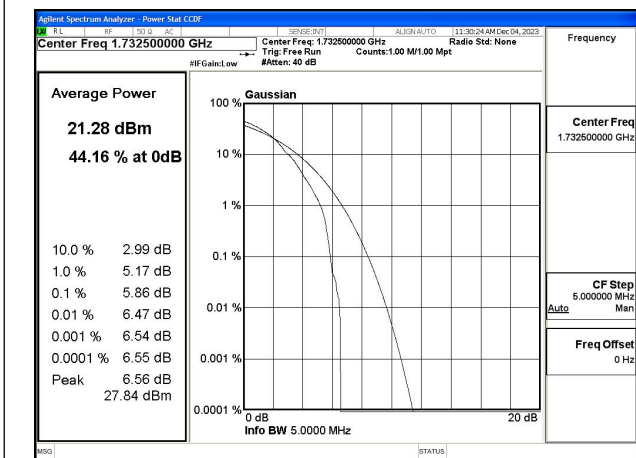 Agilent Spectrum Analyzer - Power Stat CCDF
RL RF 50 Ω AC SENSE:INT ALIGN AUTO 11:30:24 AM Dec 04, 2023
Center Freq 1.732500000 GHz
Center Freq: 1.732500000 GHz Radio Std: None
Trig: Free Run Counts:1.00 M/1.00 Mpt
#IFGain:Low #Atten: 40 dB
Frequency
Average Power
21.28 dBm
44.16 % at 0dB
10.0 % 2.99 dB
1.0 % 5.17 dB
0.1 % 5.86 dB
0.01 % 6.47 dB
0.001 % 6.54 dB
0.0001 % 6.55 dB
Peak 6.56 dB
27.84 dBm
Gaussian
100 %
10 %
1 %
0.1 %
0.01 %
0.001 %
0.0001 %
0 dB 20 dB
Info BW 5.0000 MHz
Center Freq
1.732500000 GHz
CF Step
5.000000 MHz
Auto Man
Freq Offset
0 Hz
MSG STATUS